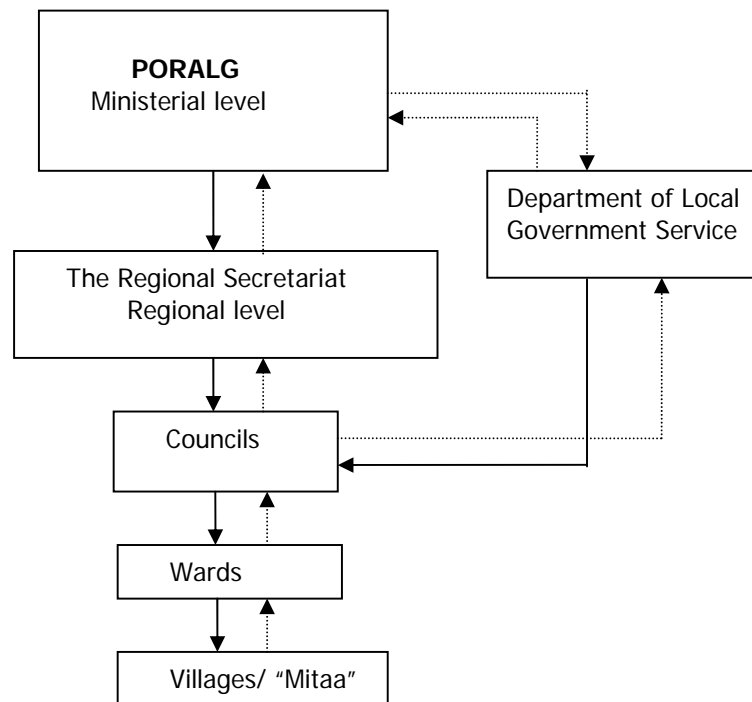 PORALG
Ministerial level
Department of Local
Government Service
The Regional Secretariat
Regional level
Councils
Wards
Villages/ “Mitaa”